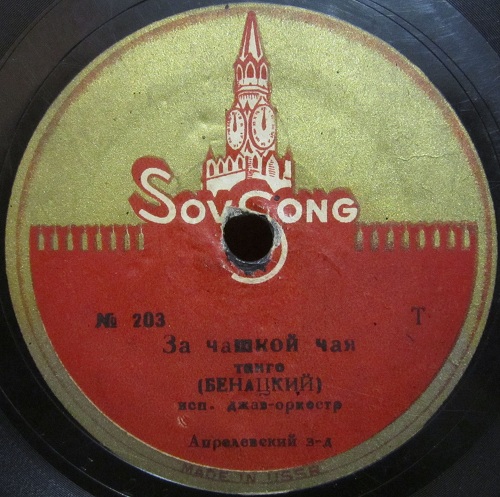 SOVSONG
№ 203 Т
За чашкой чая
танго
(БЕНАЦКИЙ)
исп. джаз-оркестр
Апрелевский з-д
MADE IN USSR